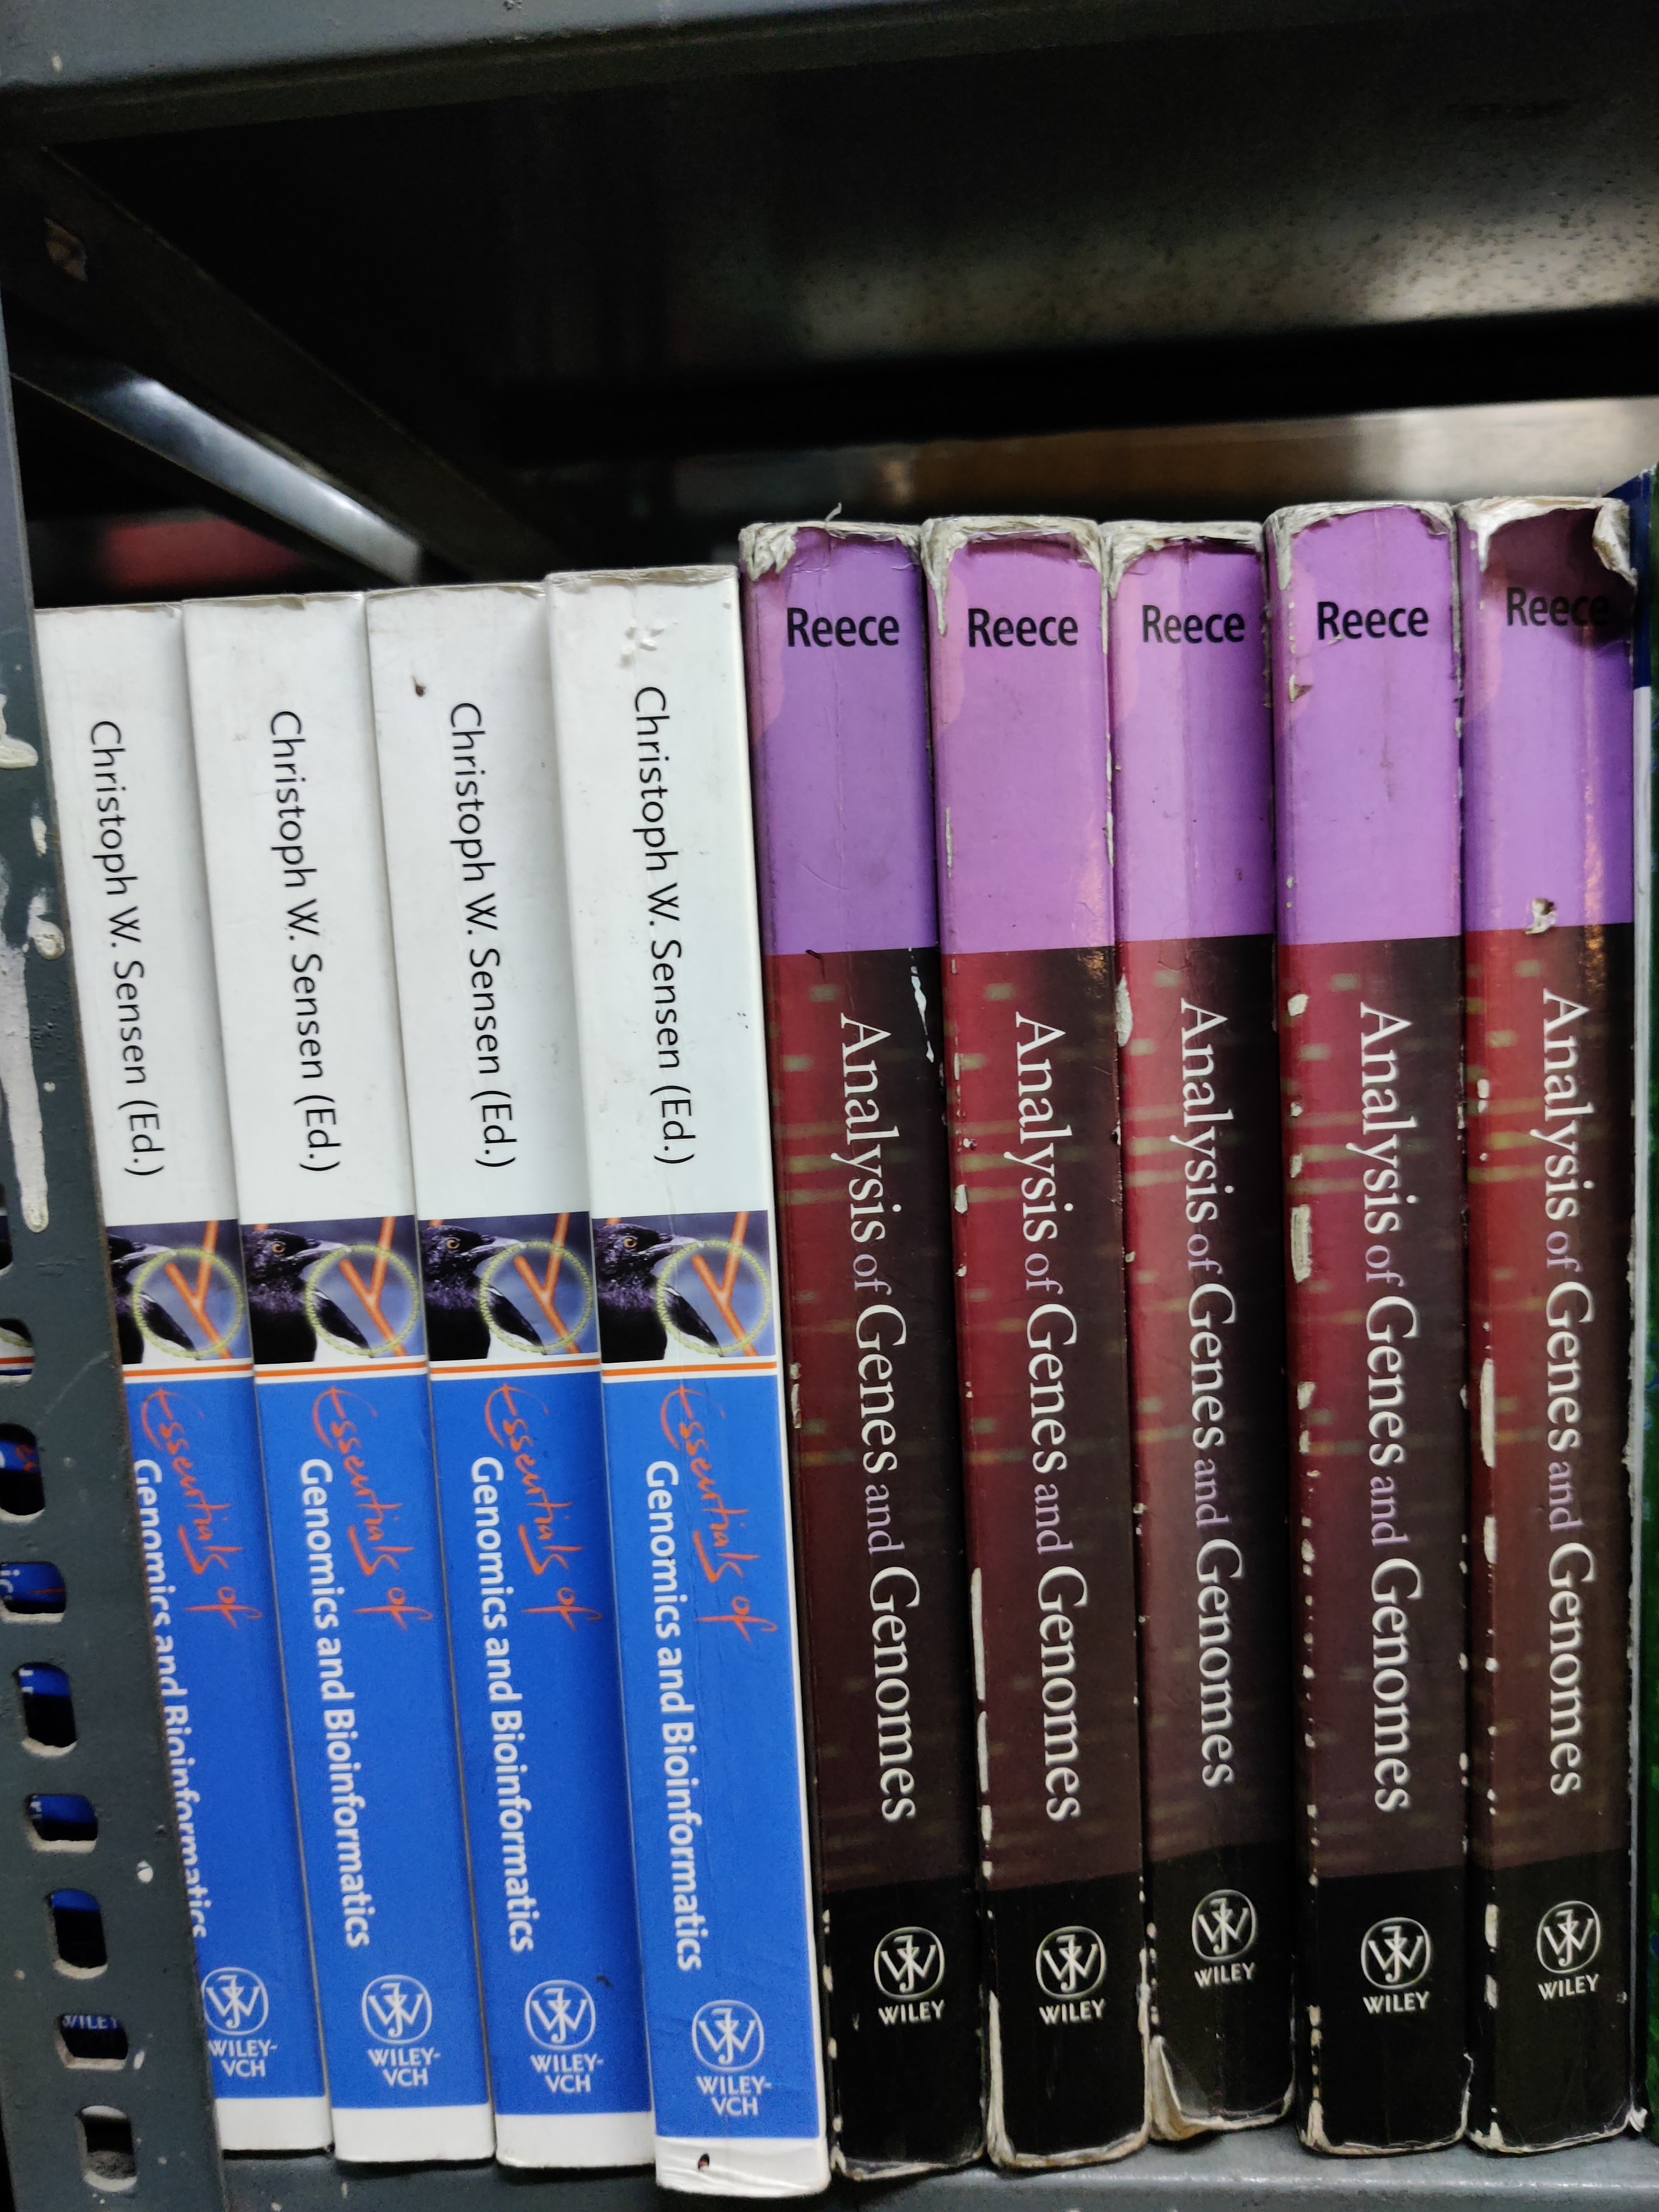 Christoph W. Sensen (Ed.)
Essentials of
Genomics and Bioinformatics
WILEY-
VCH
Christoph W. Sensen (Ed.)
Essentials of
Genomics and Bioinformatics
WILEY-
VCH
Christoph W. Sensen (Ed.)
Essentials of
Genomics and Bioinformatics
WILEY-
VCH
Christoph W. Sensen (Ed.)
Essentials of
Genomics and Bioinformatics
WILEY-
VCH
Reece
Analysis of Genes and Genomes
WILEY
Reece
Analysis of Genes and Genomes
WILEY
Reece
Analysis of Genes and Genomes
WILEY
Reece
Analysis of Genes and Genomes
WILEY
Reece
Analysis of Genes and Genomes
WILEY
WILEY